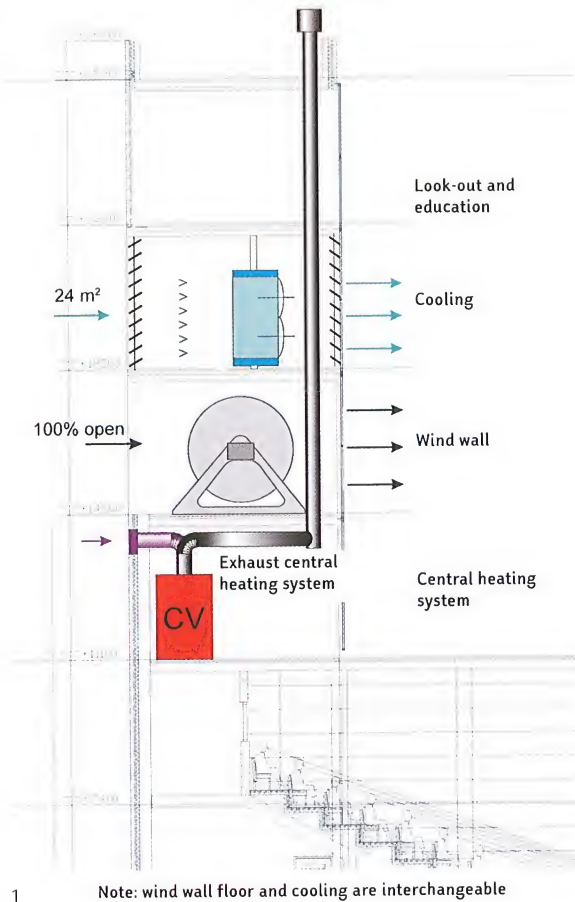 Look-out and
education
24 m²
Cooling
100% open
Wind wall
Exhaust central
heating system
Central heating
system
CV
1
Note: wind wall floor and cooling are interchangeable